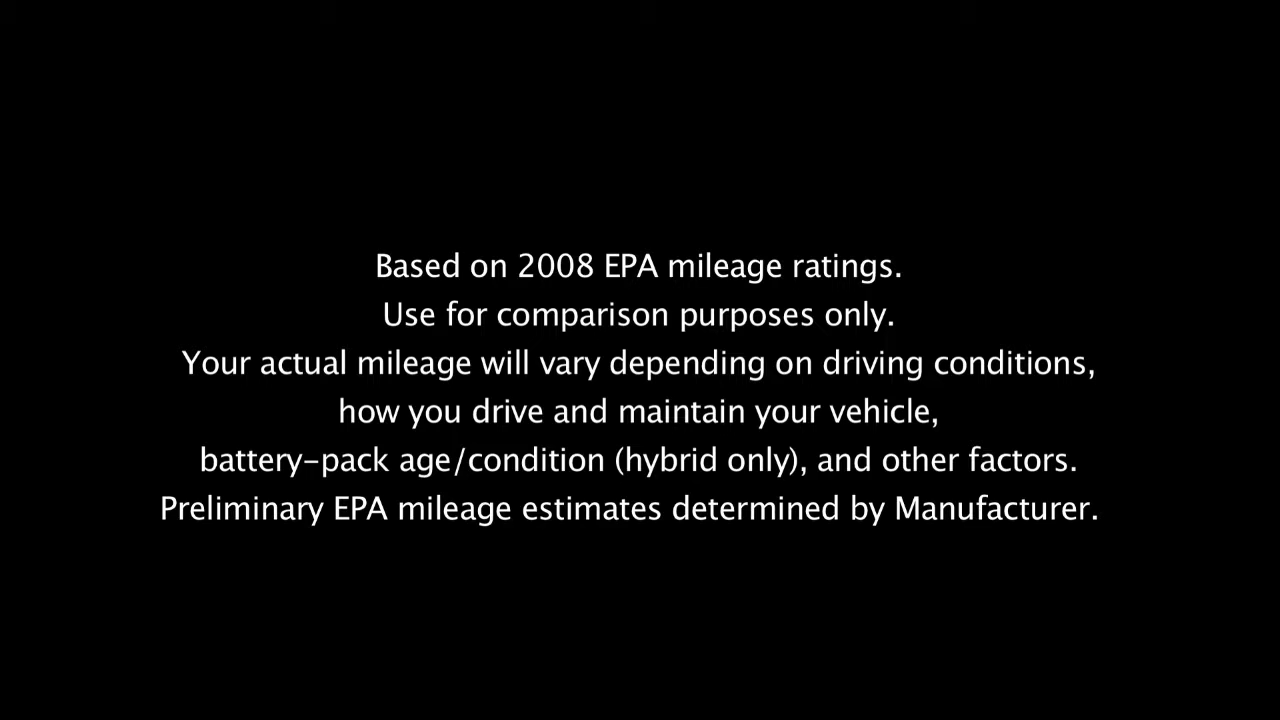 Based on 2008 EPA mileage ratings.
Use for comparison purposes only.
Your actual mileage will vary depending on driving conditions,
how you drive and maintain your vehicle,
battery-pack age/condition (hybrid only), and other factors.
Preliminary EPA mileage estimates determined by Manufacturer.